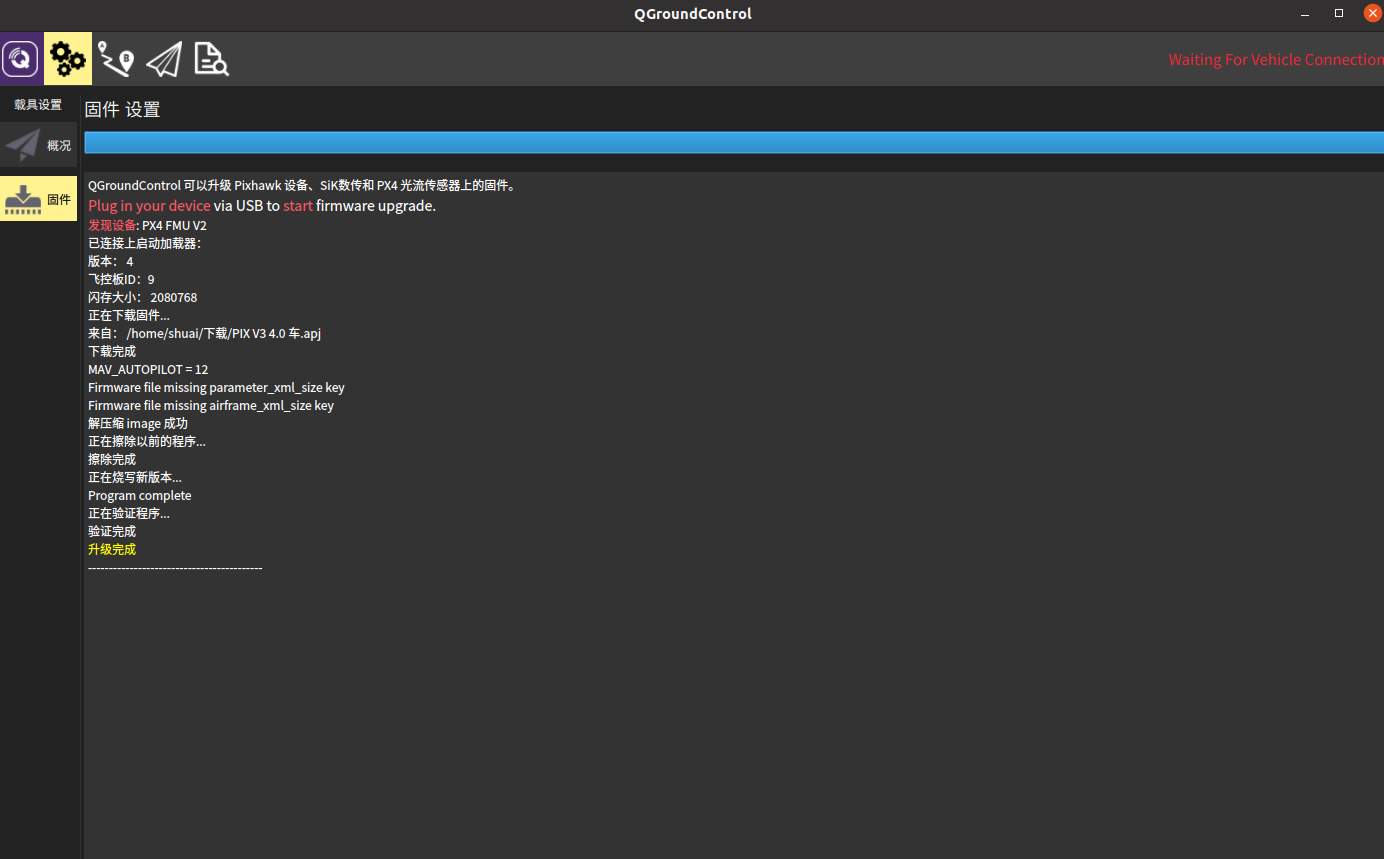 QGroundControl
Waiting For Vehicle Connection
载具设置
固件 设置
概况
固件
QGroundControl 可以升级 Pixhawk 设备、SiK数传和 PX4 光流传感器上的固件。
Plug in your device via USB to start firmware upgrade.
发现设备: PX4 FMU V2
已连接上启动加载器：
版本： 4
飞控板ID：9
闪存大小： 2080768
正在下载固件...
来自： /home/shuai/下载/PIX V3 4.0 车.apj
下载完成
MAV_AUTOPILOT = 12
Firmware file missing parameter_xml_size key
Firmware file missing airframe_xml_size key
解压缩 image 成功
正在擦除以前的程序...
擦除完成
正在烧写新版本...
Program complete
正在验证程序...
验证完成
升级完成
------------------------------------------